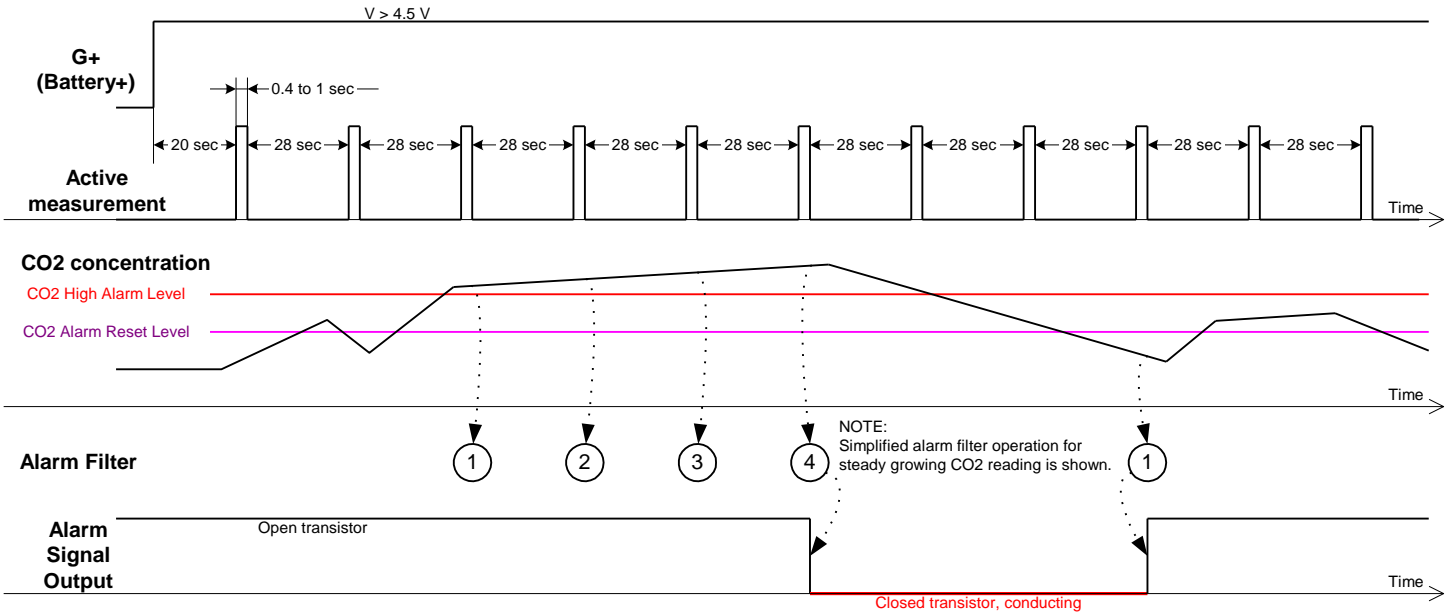 V > 4.5 V
G+
(Battery+)
0.4 to 1 sec
20 sec
28 sec
28 sec
28 sec
28 sec
28 sec
28 sec
28 sec
28 sec
28 sec
28 sec
Active
measurement
Time
CO2 concentration
CO2 High Alarm Level
CO2 Alarm Reset Level
Time
NOTE:
Simplified alarm filter operation for
steady growing CO2 reading is shown.
Alarm Filter
1
2
3
4
1
Alarm
Signal
Output
Open transistor
Time
Closed transistor, conducting